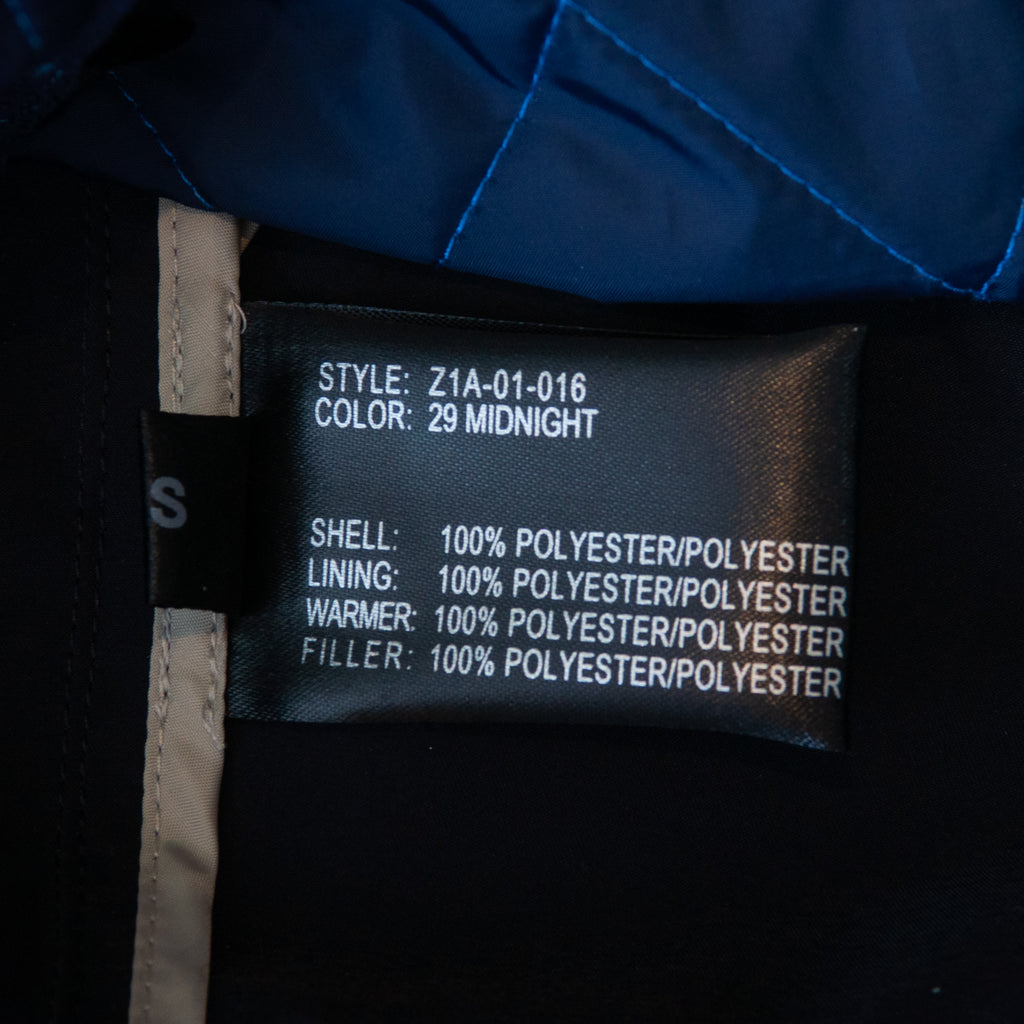 STYLE: Z1A-01-016
COLOR: 29 MIDNIGHT
S
SHELL: 100% POLYESTER/POLYESTER
LINING: 100% POLYESTER/POLYESTER
WARMER: 100% POLYESTER/POLYESTER
FILLER: 100% POLYESTER/POLYESTER